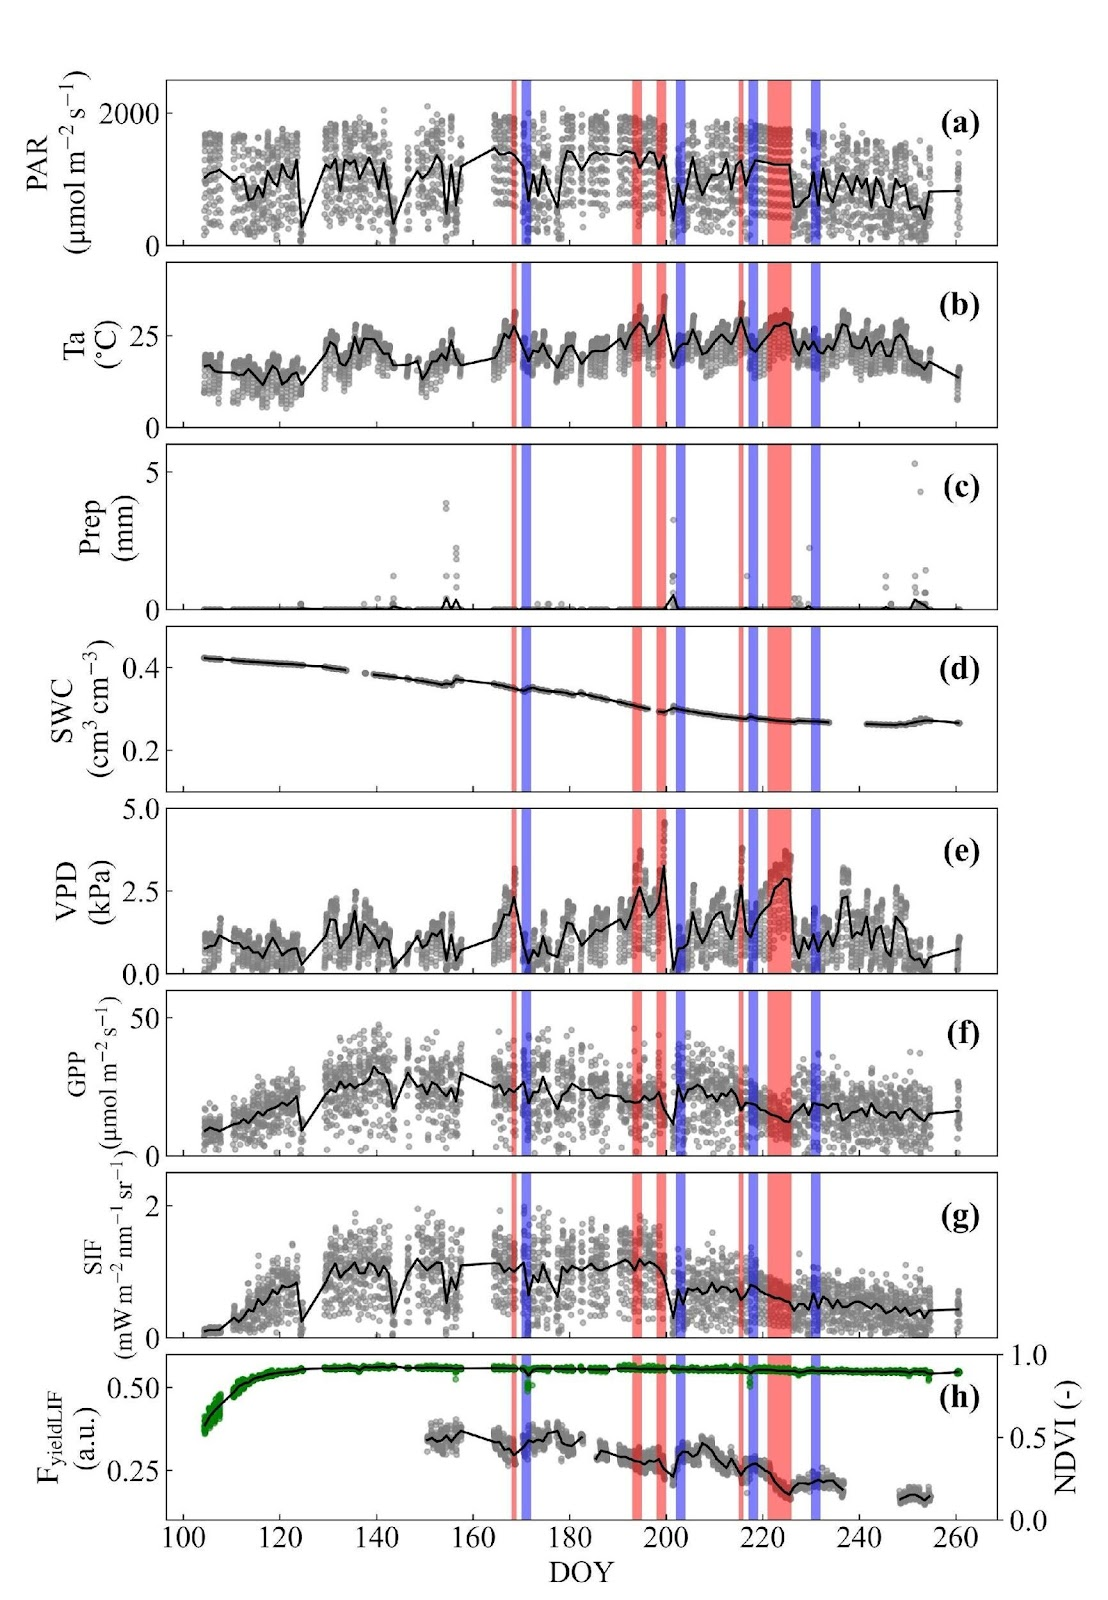 PAR
(μmol m−2 s−1)
2000
0
(a)
Ta
(°C)
25
0
(b)
Prep
(mm)
5
0
(c)
SWC
(cm3 cm−3)
0.4
0.2
(d)
VPD
(kPa)
5.0
2.5
0.0
(e)
GPP
(μmol m−2 s−1)
50
0
(f)
SIF
(mW m−2 nm−1 sr−1)
2
0
(g)
FyieldLIF
(a.u.)
0.50
0.25
(h)
1.0
0.5
0.0
NDVI (-)
100 120 140 160 180 200 220 240 260
DOY